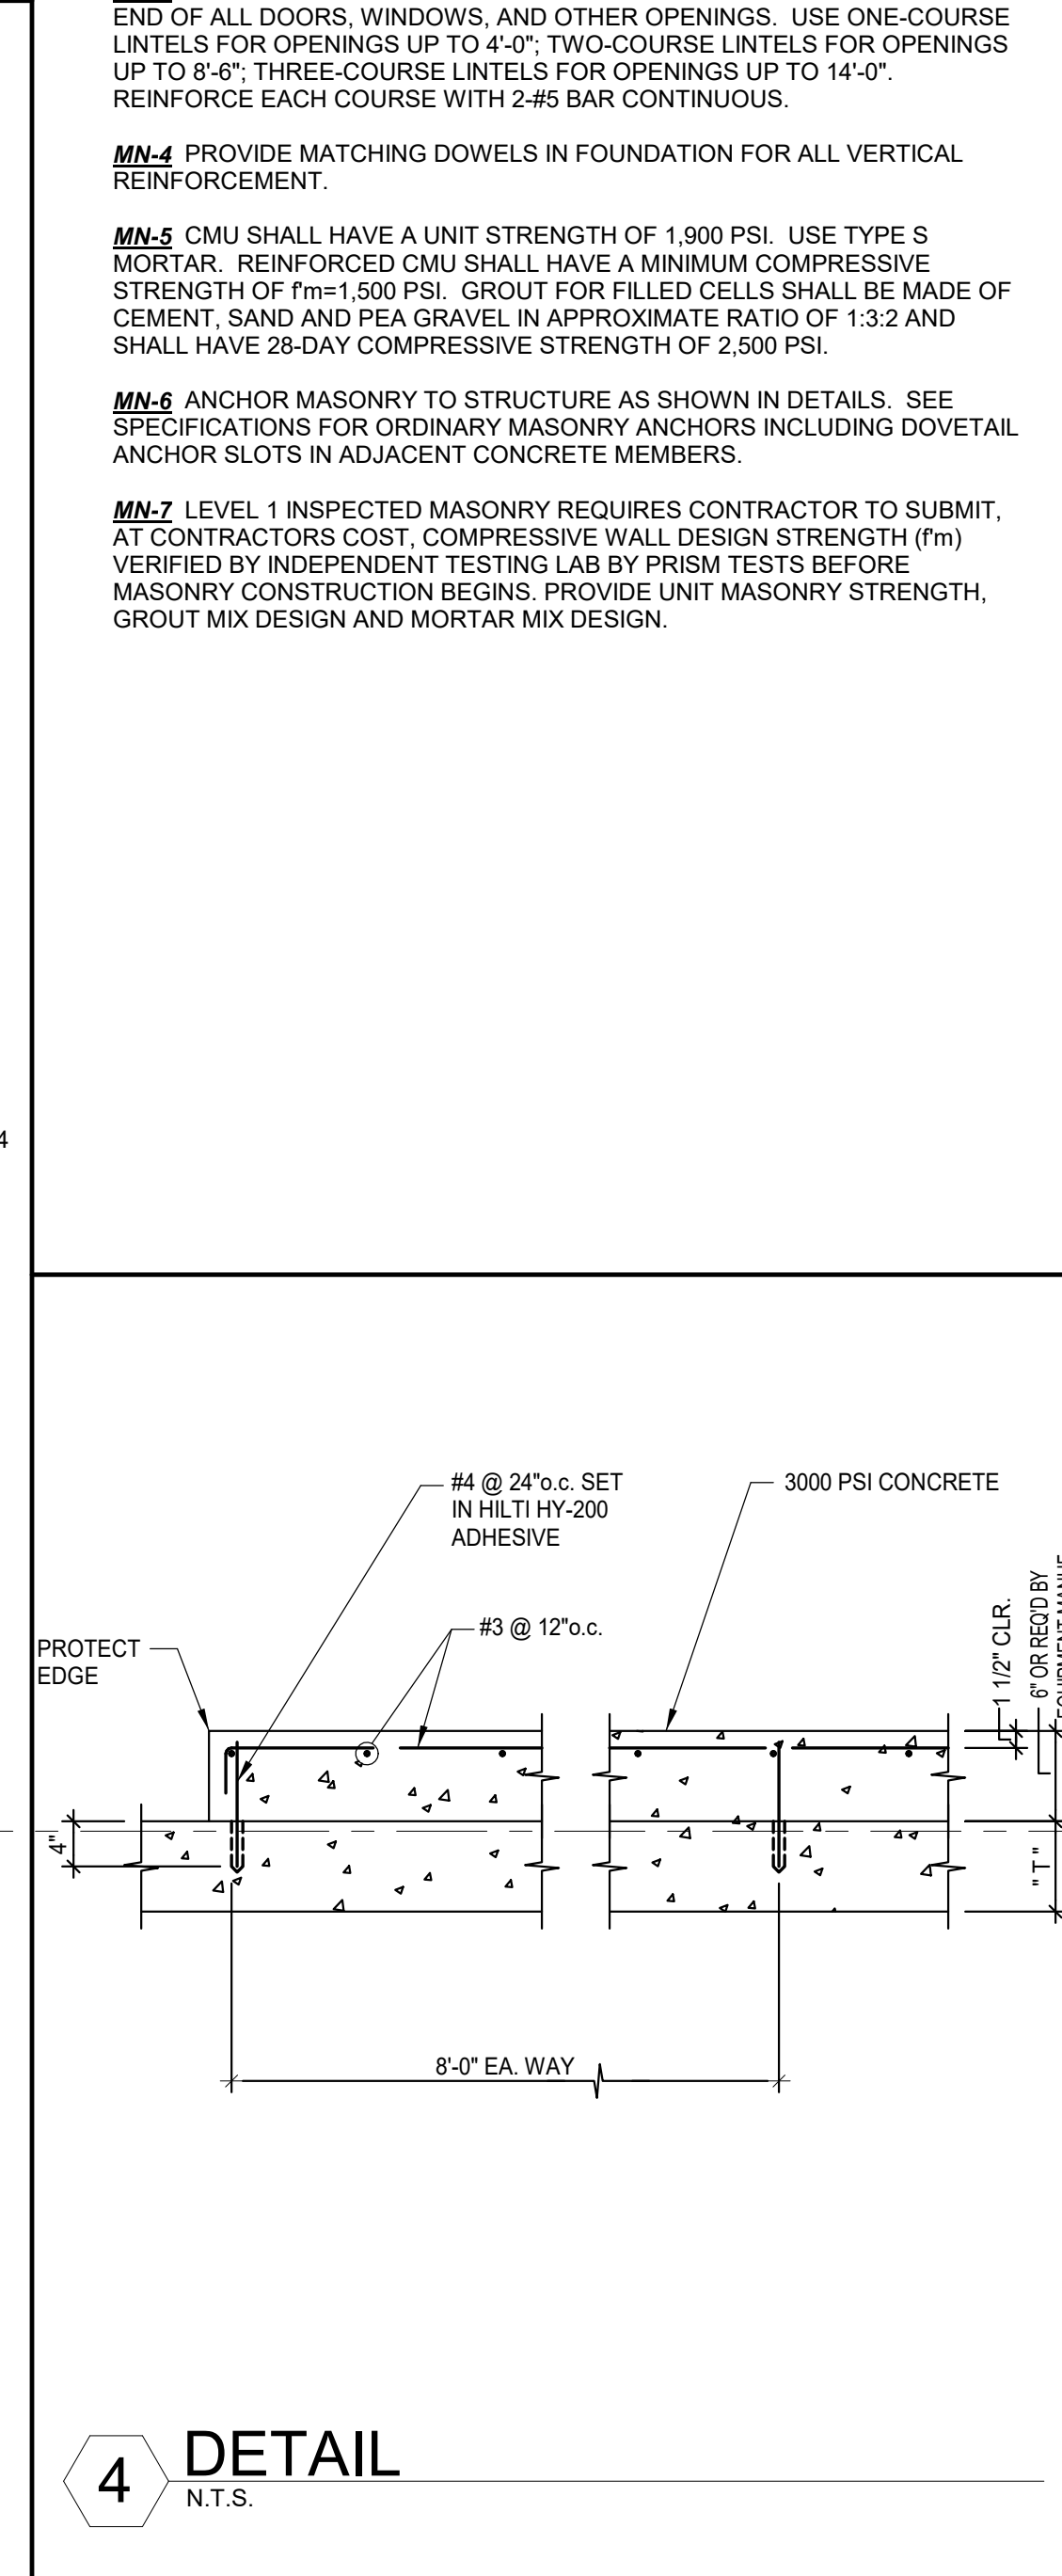 END OF ALL DOORS, WINDOWS, AND OTHER OPENINGS. USE ONE-COURSE
LINTELS FOR OPENINGS UP TO 4'-0"; TWO-COURSE LINTELS FOR OPENINGS
UP TO 8'-6"; THREE-COURSE LINTELS FOR OPENINGS UP TO 14'-0".
REINFORCE EACH COURSE WITH 2-#5 BAR CONTINUOUS.
MN-4 PROVIDE MATCHING DOWELS IN FOUNDATION FOR ALL VERTICAL
REINFORCEMENT.
MN-5 CMU SHALL HAVE A UNIT STRENGTH OF 1,900 PSI. USE TYPE S
MORTAR. REINFORCED CMU SHALL HAVE A MINIMUM COMPRESSIVE
STRENGTH OF f'm=1,500 PSI. GROUT FOR FILLED CELLS SHALL BE MADE OF
CEMENT, SAND AND PEA GRAVEL IN APPROXIMATE RATIO OF 1:3:2 AND
SHALL HAVE 28-DAY COMPRESSIVE STRENGTH OF 2,500 PSI.
MN-6 ANCHOR MASONRY TO STRUCTURE AS SHOWN IN DETAILS. SEE
SPECIFICATIONS FOR ORDINARY MASONRY ANCHORS INCLUDING DOVETAIL
ANCHOR SLOTS IN ADJACENT CONCRETE MEMBERS.
MN-7 LEVEL 1 INSPECTED MASONRY REQUIRES CONTRACTOR TO SUBMIT,
AT CONTRACTORS COST, COMPRESSIVE WALL DESIGN STRENGTH (f'm)
VERIFIED BY INDEPENDENT TESTING LAB BY PRISM TESTS BEFORE
MASONRY CONSTRUCTION BEGINS. PROVIDE UNIT MASONRY STRENGTH,
GROUT MIX DESIGN AND MORTAR MIX DESIGN.
4
#4 @ 24"o.c. SET
IN HILTI HY-200
ADHESIVE
3000 PSI CONCRETE
#3 @ 12"o.c.
PROTECT
EDGE
1 1/2" CLR.
6" OR REQ'D BY
4"
" T "
8'-0" EA. WAY
4
DETAIL
N.T.S.